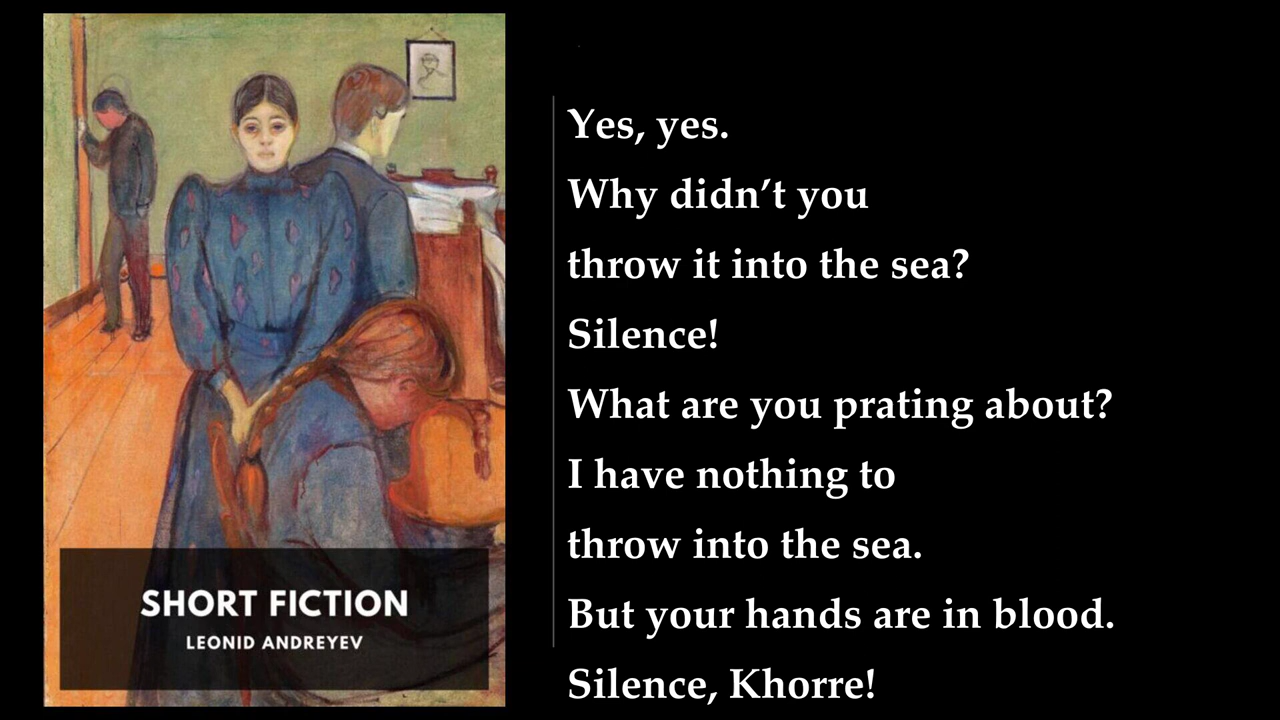 SHORT FICTION
LEONID ANDREYEV
Yes, yes.
Why didn’t you
throw it into the sea?
Silence!
What are you prating about?
I have nothing to
throw into the sea.
But your hands are in blood.
Silence, Khorre!